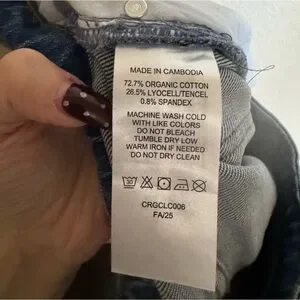 MADE IN CAMBODIA
72.7% ORGANIC COTTON
26.5% LYOCELL/TENCEL
0.8% SPANDEX
MACHINE WASH COLD
WITH LIKE COLORS
DO NOT BLEACH
TUMBLE DRY LOW
WARM IRON IF NEEDED
DO NOT DRY CLEAN
CRGCLC006
FA/25